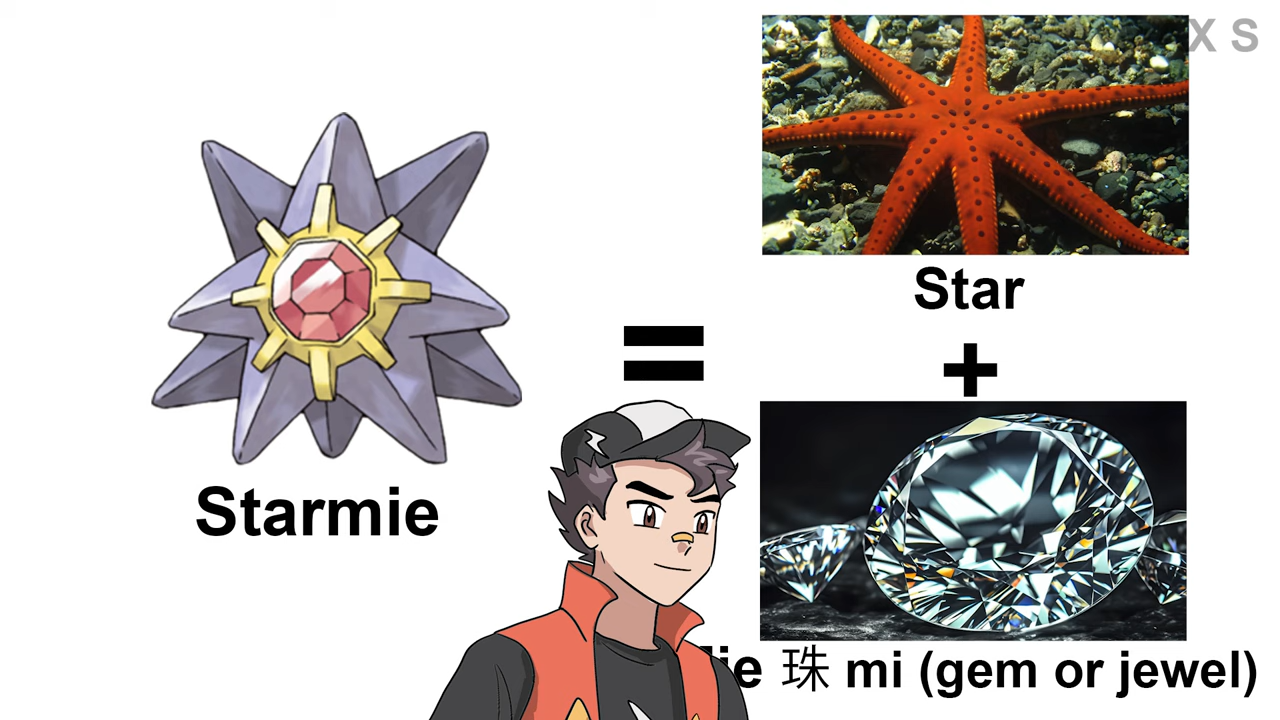 X S
Star
+
=
Starmie
珠 mi (gem or jewel)